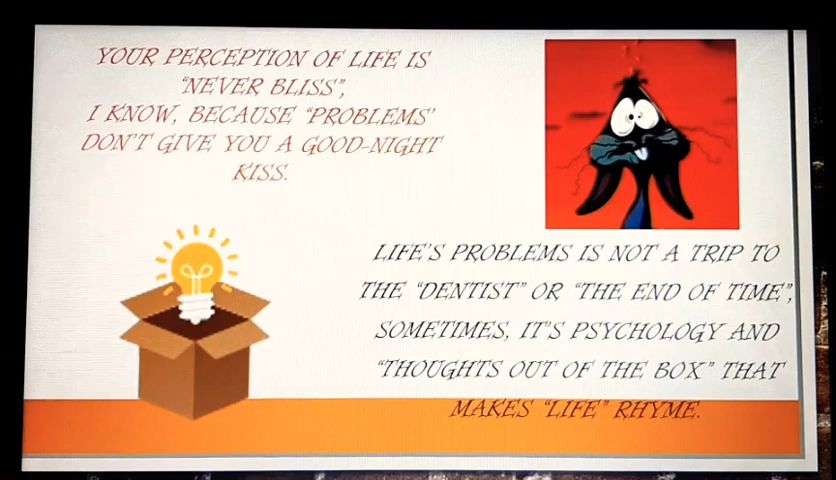 YOUR PERCEPTION OF LIFE IS
"NEVER BLISS",
I KNOW, BECAUSE "PROBLEMS'
DON'T GIVE YOU A GOOD-NIGHT
KISS.
LIFE'S PROBLEMS IS NOT A TRIP TO
THE "DENTIST" OR "THE END OF TIME",
SOMETIMES, IT'S PSYCHOLOGY AND
"THOUGHTS OUT OF THE BOX" THAT
MAKES "LIFE" RHYME.